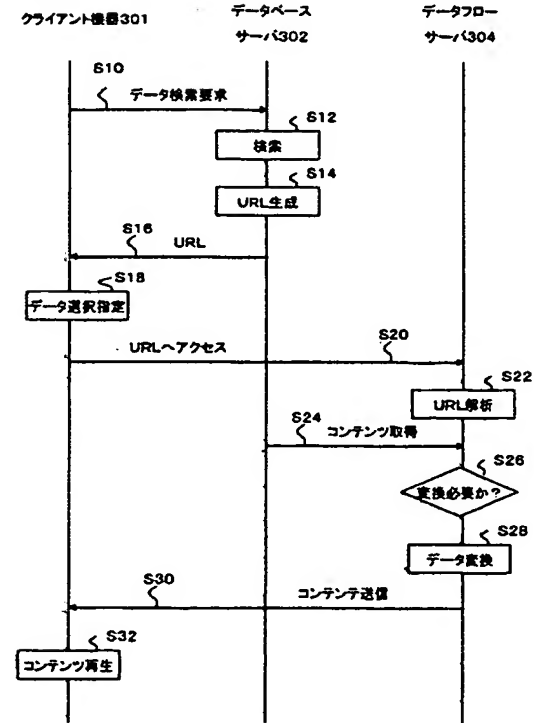 クライアント機器301
データベース
サーバ302
データフロー
サーバ304
S10
データ検索要求
S12
検索
S14
URL生成
S16
URL
S18
データ選択指定
S20
URLへアクセス
S22
URL解析
S24
コンテンツ取得
S26
変換必要か？
S28
データ変換
S30
コンテンテ送信
S32
コンテンツ再生